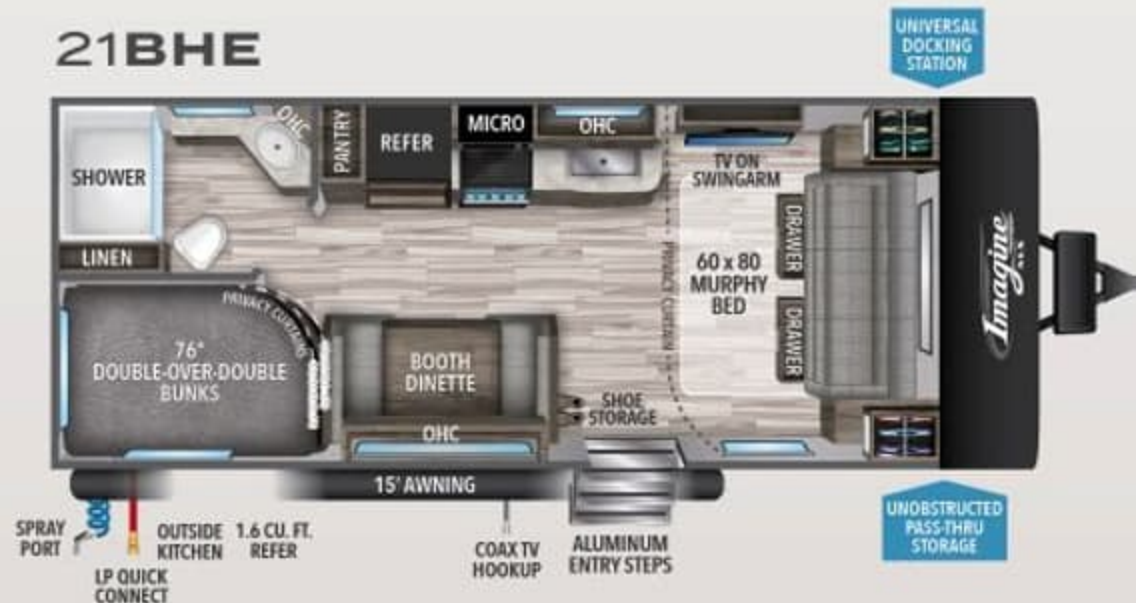 21BHE
UNIVERSAL
DOCKING
STATION
SHOWER
OHC
PANTRY
REFER
MICRO
OHC
TV ON
SWINGARM
LINEN
DRAWER
60 x 80
MURPHY
BED
PRIVACY CURTAIN
DRAWER
Imagine
XLS
PRIVACY CURTAINS
76"
DOUBLE-OVER-DOUBLE
BUNKS
BOOTH
DINETTE
OHC
SHOE
STORAGE
15' AWNING
SPRAY
PORT
LP QUICK
CONNECT
OUTSIDE
KITCHEN
1.6 CU. FT.
REFER
COAX TV
HOOKUP
ALUMINUM
ENTRY STEPS
UNOBSTRUCTED
PASS-THRU
STORAGE